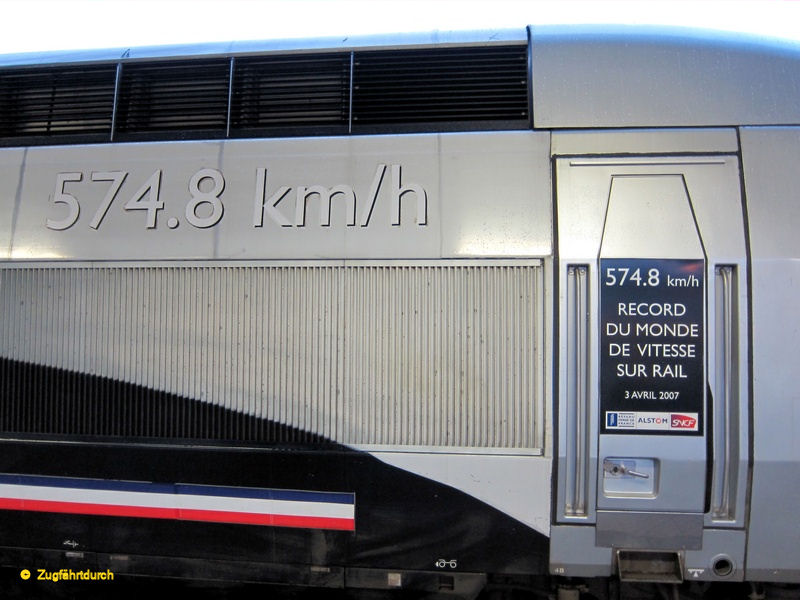 574.8 km/h
574.8 km/h
RECORD
DU MONDE
DE VITESSE
SUR RAIL
3 AVRIL 2007
ALSTOM SNCF
4B
© Zugfährtdurch